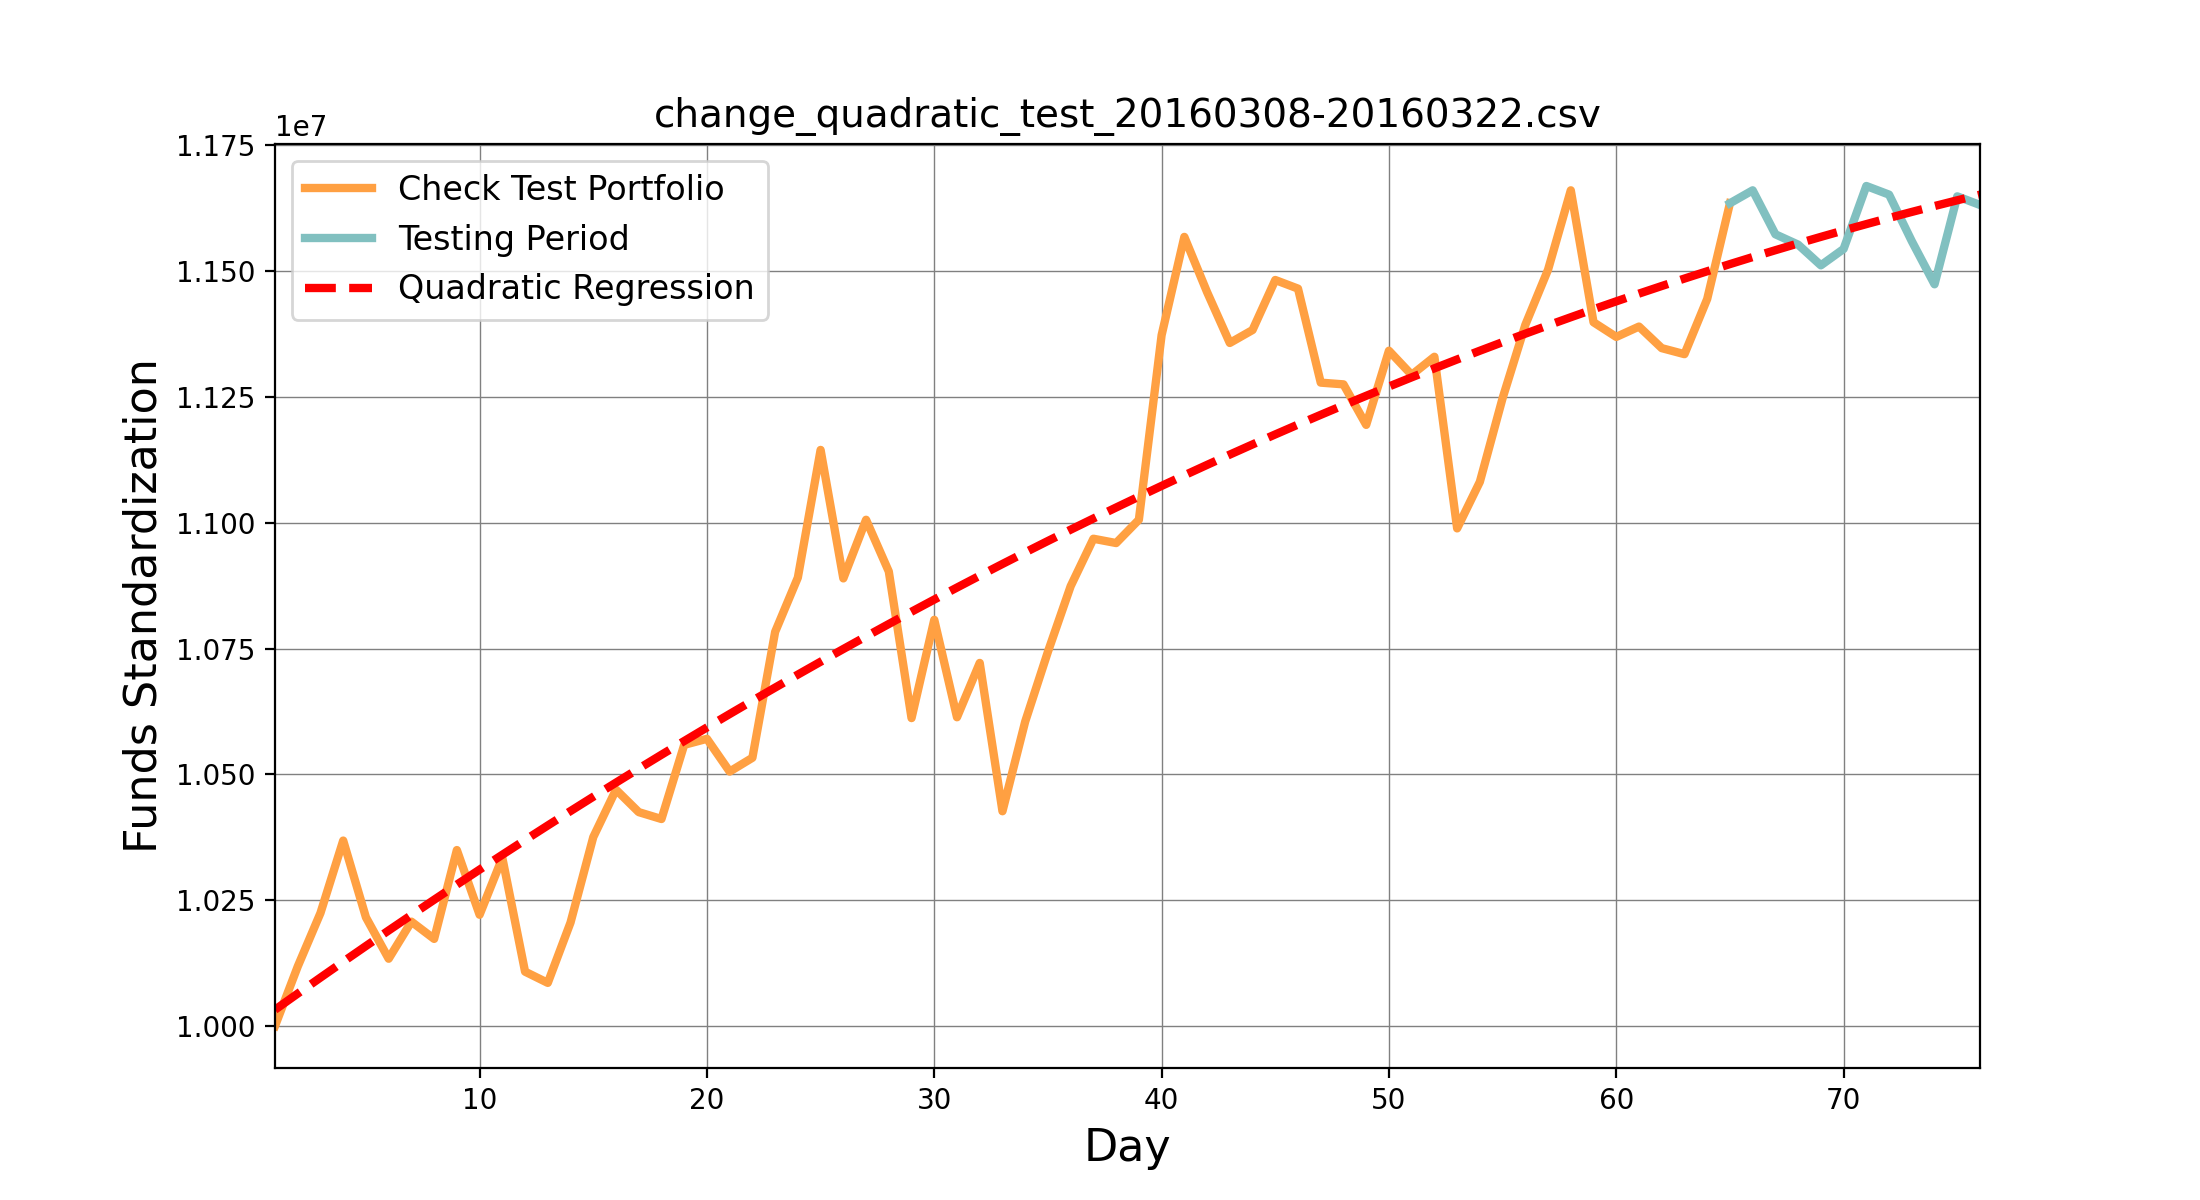 change_quadratic_test_20160308-20160322.csv
1e7
1.175
1.150
1.125
1.100
1.075
1.050
1.025
1.000
Funds Standardization
Check Test Portfolio
Testing Period
Quadratic Regression
10 20 30 40 50 60 70
Day